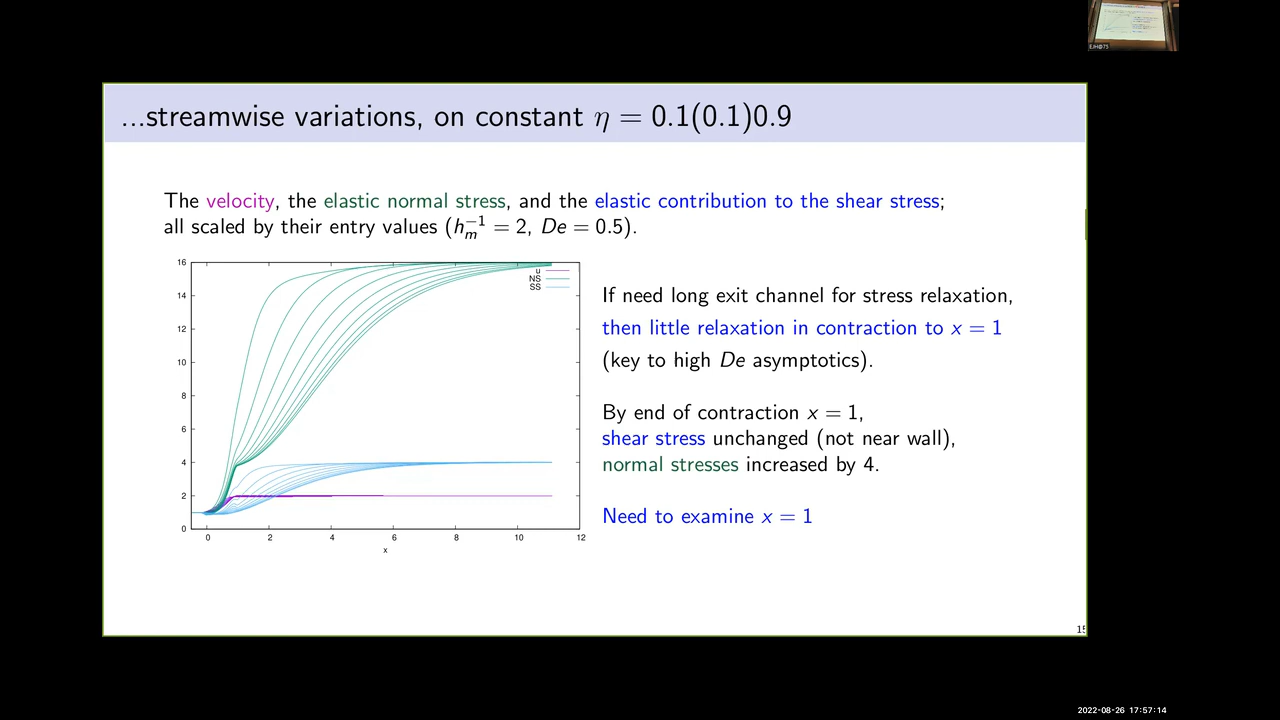 EJH@75
...streamwise variations, on constant η = 0.1(0.1)0.9
The velocity, the elastic normal stress, and the elastic contribution to the shear stress;
all scaled by their entry values (h_m^{-1} = 2, De = 0.5).
16
14
12
10
8
6
4
2
0
u
NS
SS
0 2 4 6 8 10 12
x
If need long exit channel for stress relaxation,
then little relaxation in contraction to x = 1
(key to high De asymptotics).
By end of contraction x = 1,
shear stress unchanged (not near wall),
normal stresses increased by 4.
Need to examine x = 1
2022-08-26 17:57:14